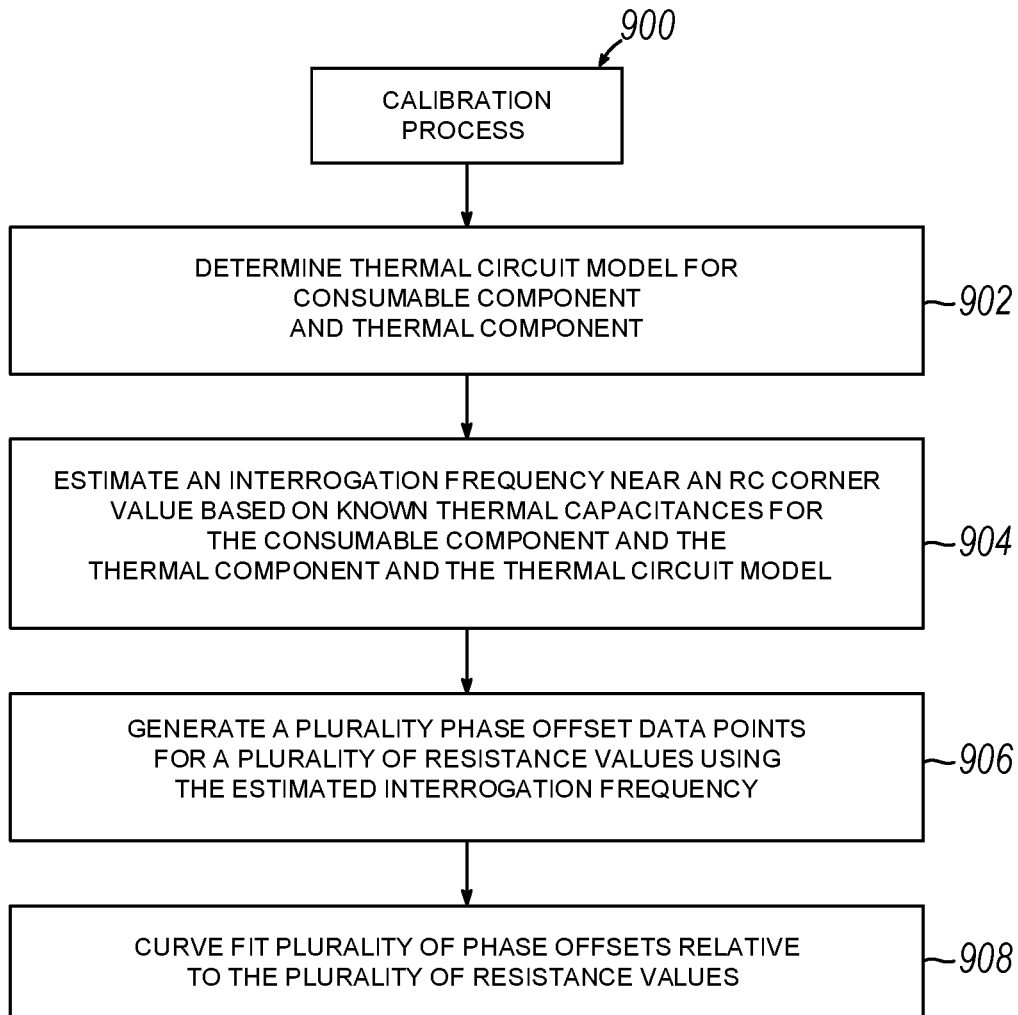 900
CALIBRATION
PROCESS
DETERMINE THERMAL CIRCUIT MODEL FOR
CONSUMABLE COMPONENT
AND THERMAL COMPONENT
902
ESTIMATE AN INTERROGATION FREQUENCY NEAR AN RC CORNER
VALUE BASED ON KNOWN THERMAL CAPACITANCES FOR
THE CONSUMABLE COMPONENT AND THE
THERMAL COMPONENT AND THE THERMAL CIRCUIT MODEL
904
GENERATE A PLURALITY PHASE OFFSET DATA POINTS
FOR A PLURALITY OF RESISTANCE VALUES USING
THE ESTIMATED INTERROGATION FREQUENCY
906
CURVE FIT PLURALITY OF PHASE OFFSETS RELATIVE
TO THE PLURALITY OF RESISTANCE VALUES
908